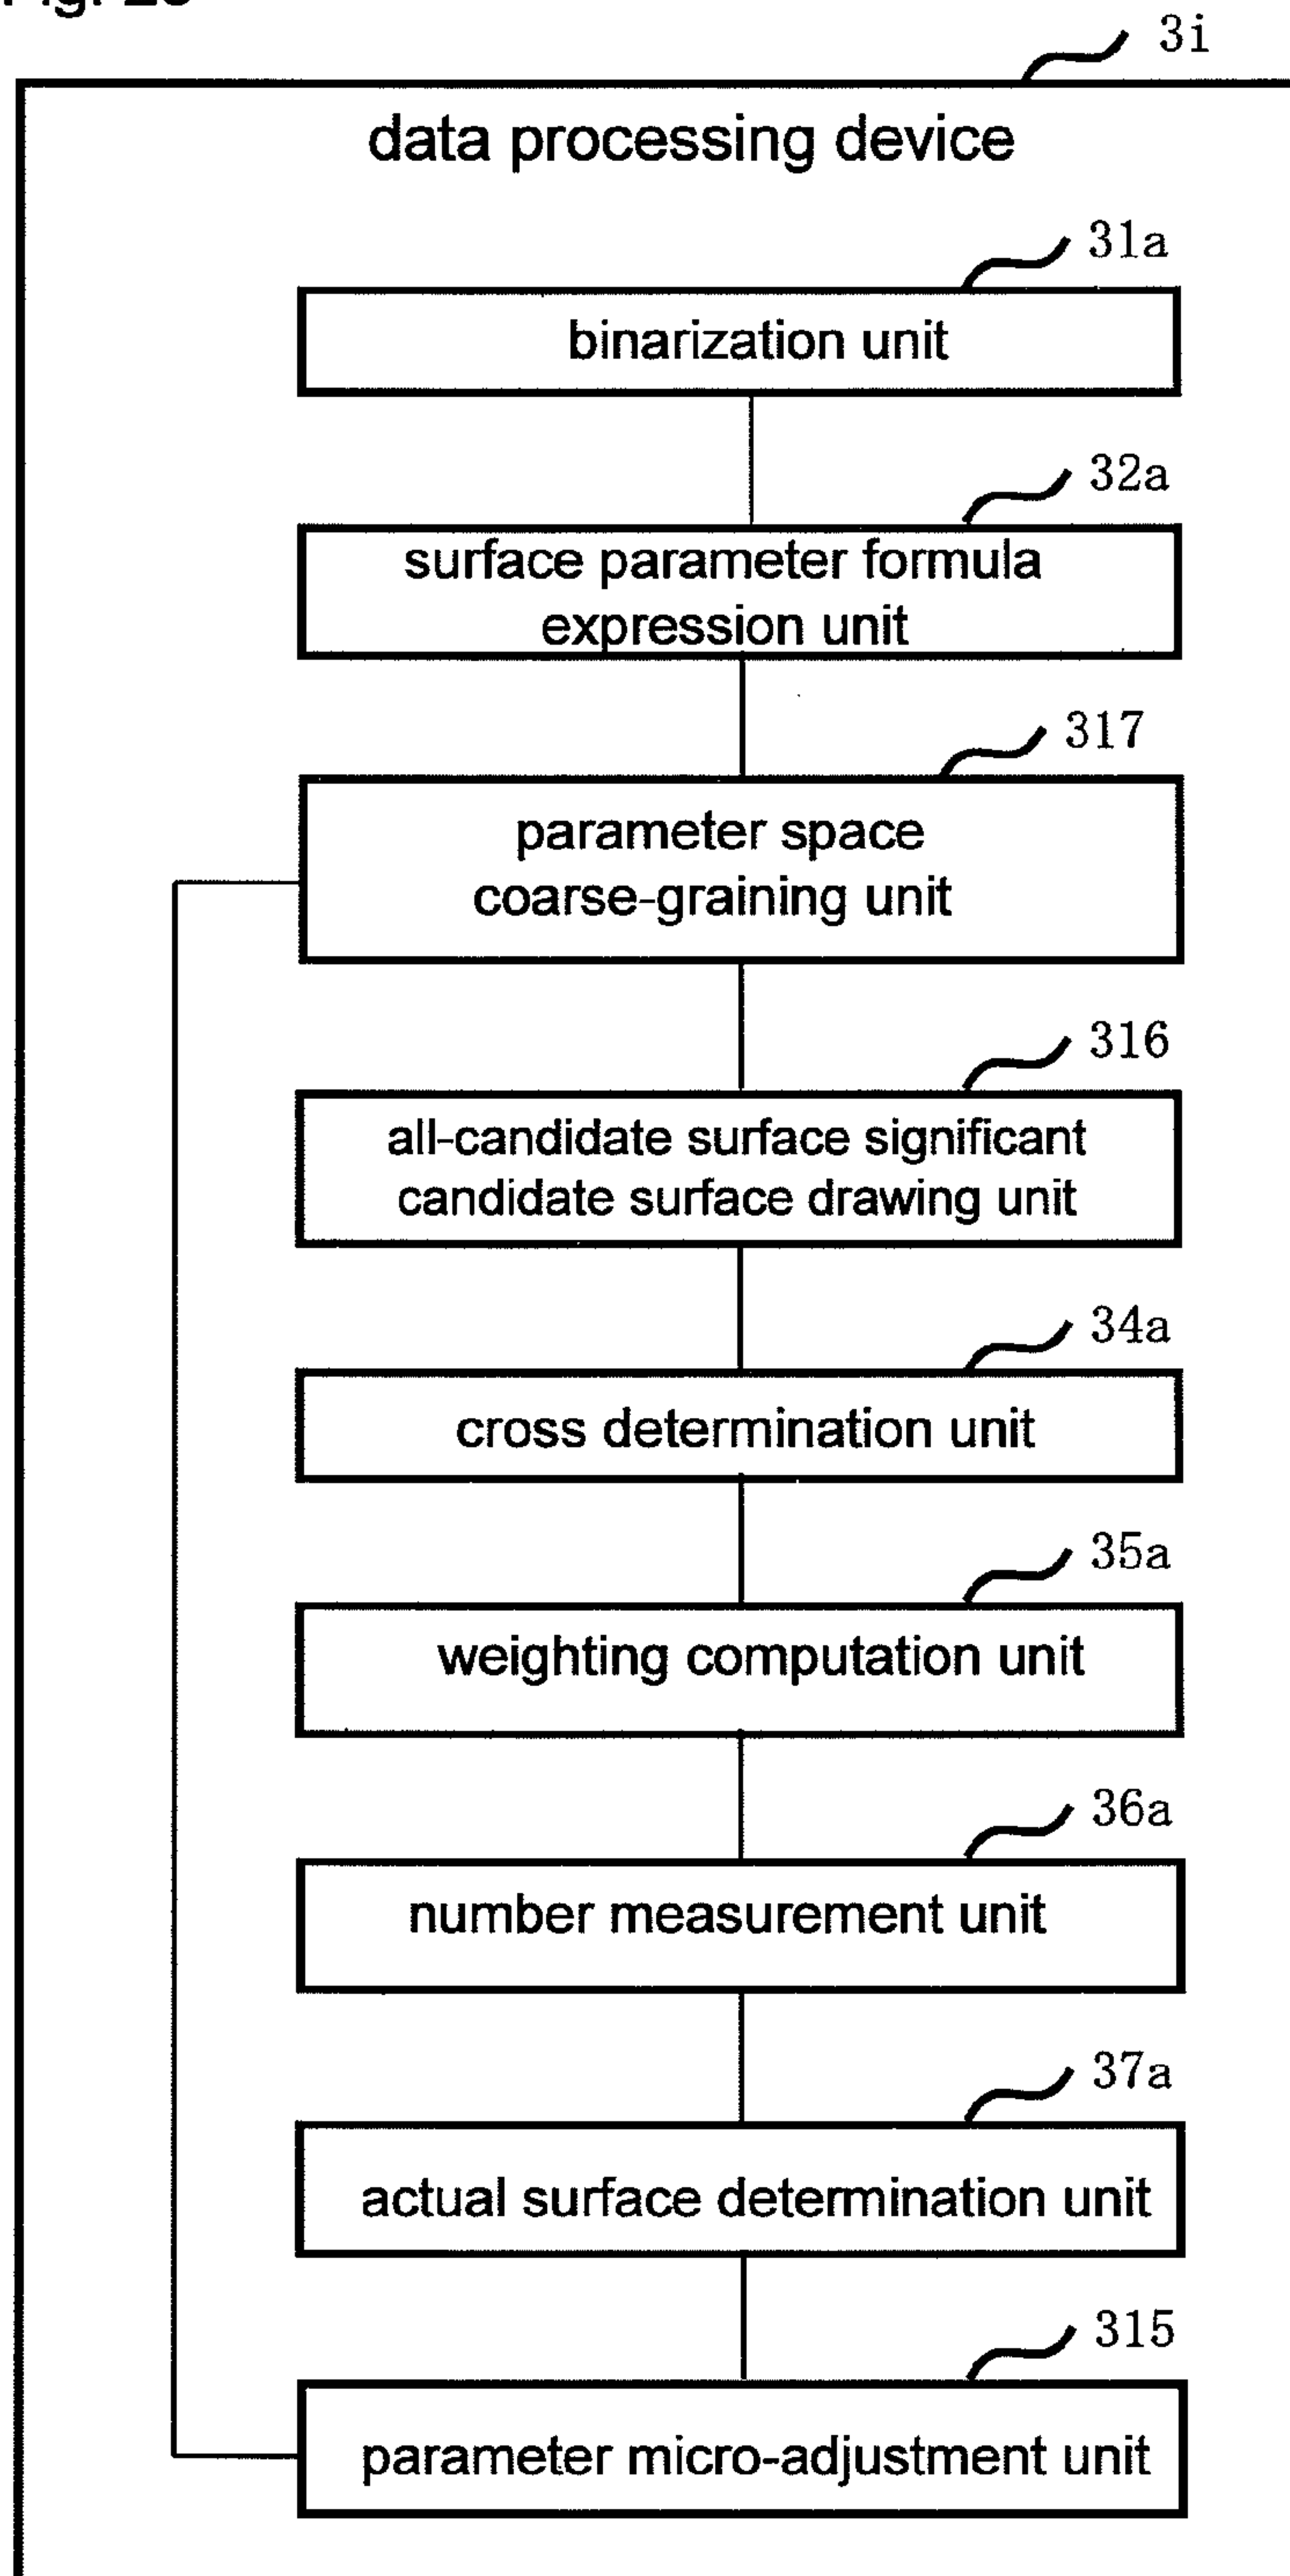 3i
data processing device
31a
binarization unit
32a
surface parameter formula
expression unit
317
parameter space
coarse-graining unit
316
all-candidate surface significant
candidate surface drawing unit
34a
cross determination unit
35a
weighting computation unit
36a
number measurement unit
37a
actual surface determination unit
315
parameter micro-adjustment unit